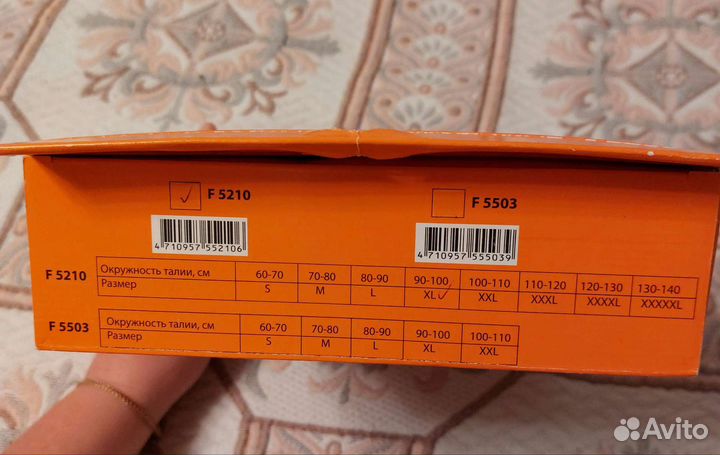 ✓ F 5210 F 5503
4 710957 552106 4 710957 555039
F 5210 Окружность талии, см 60-70 70-80 80-90 90-100 100-110 110-120 120-130 130-140
Размер S M L XL✓ XXL XXXL XXXXL XXXXXL
F 5503 Окружность талии, см 60-70 70-80 80-90 90-100 100-110
Размер S M L XL XXL
Avito